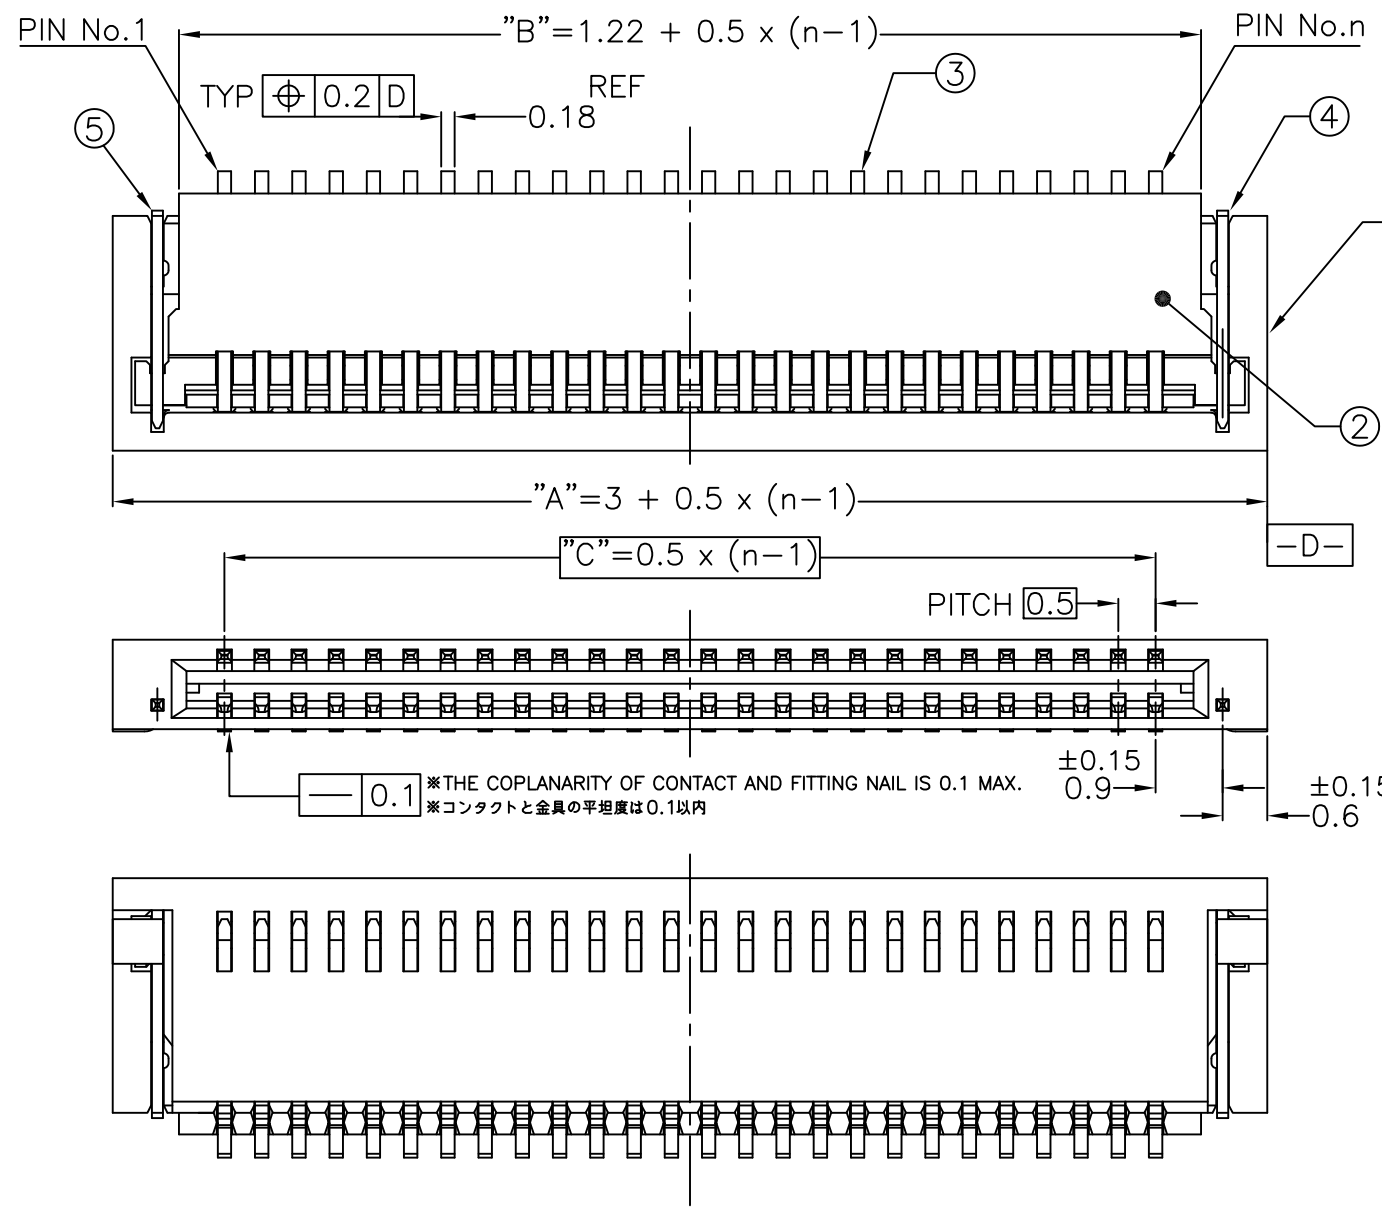 PIN No.1
"B"=1.22 + 0.5 x (n-1)
PIN No.n
TYP ⌖ 0.2 D
REF
0.18
③
④
⑤
②
"A"=3 + 0.5 x (n-1)
-D-
"C"=0.5 x (n-1)
PITCH 0.5
±0.15
0.9
±0.15
0.6
— 0.1
※THE COPLANARITY OF CONTACT AND FITTING NAIL IS 0.1 MAX.
※コンタクトと金具の平坦度は0.1以内